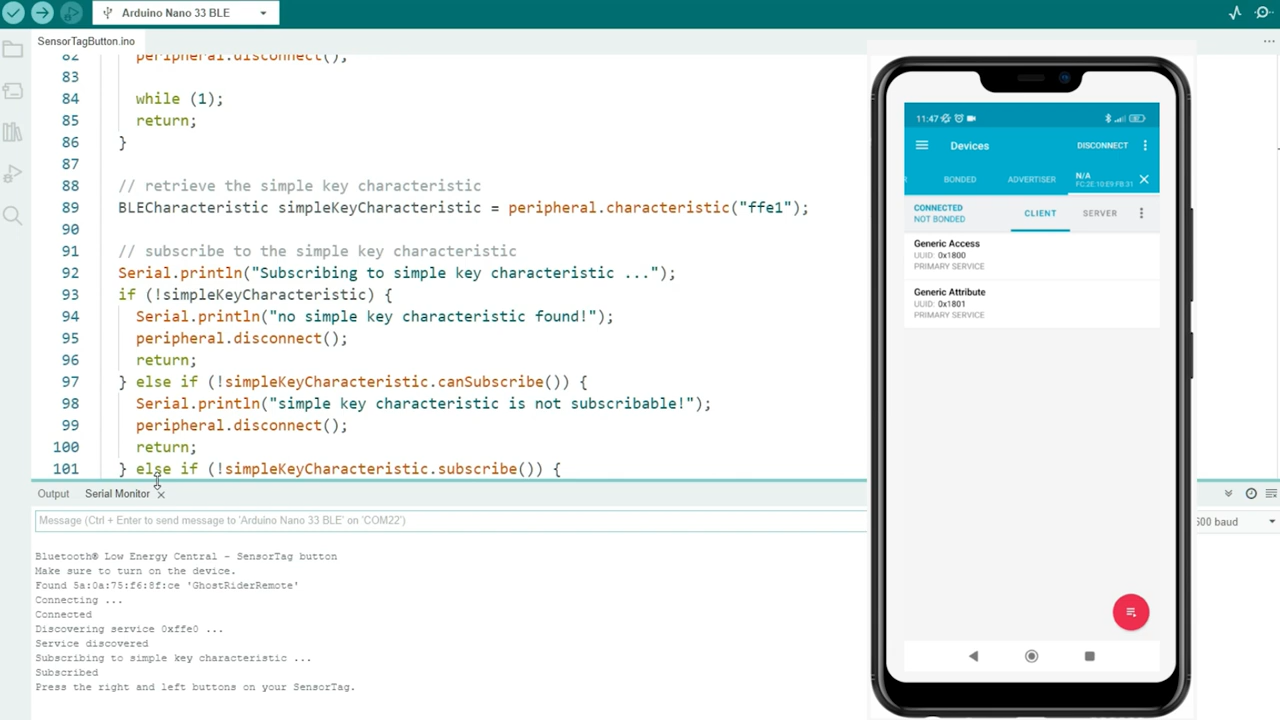 Arduino Nano 33 BLE
SensorTagButton.ino
82 peripheral.disconnect();
83
84 while (1);
85 return;
86 }
87
88 // retrieve the simple key characteristic
89 BLECharacteristic simpleKeyCharacteristic = peripheral.characteristic("ffe1");
90
91 // subscribe to the simple key characteristic
92 Serial.println("Subscribing to simple key characteristic ...");
93 if (!simpleKeyCharacteristic) {
94 Serial.println("no simple key characteristic found!");
95 peripheral.disconnect();
96 return;
97 } else if (!simpleKeyCharacteristic.canSubscribe()) {
98 Serial.println("simple key characteristic is not subscribable!");
99 peripheral.disconnect();
100 return;
101 } else if (!simpleKeyCharacteristic.subscribe()) {
Output Serial Monitor
Message (Ctrl + Enter to send message to 'Arduino Nano 33 BLE' on 'COM22')
600 baud
Bluetooth® Low Energy Central - SensorTag button
Make sure to turn on the device.
Found 5a:0a:75:f6:8f:ce 'GhostRiderRemote'
Connecting ...
Connected
Discovering service 0xffe0 ...
Service discovered
Subscribing to simple key characteristic ...
Subscribed
Press the right and left buttons on your SensorTag.
11:47
Devices DISCONNECT
R BONDED ADVERTISER N/A
FC:2E:10:E9:FB:31
CONNECTED
NOT BONDED
CLIENT SERVER
Generic Access
UUID: 0x1800
PRIMARY SERVICE
Generic Attribute
UUID: 0x1801
PRIMARY SERVICE